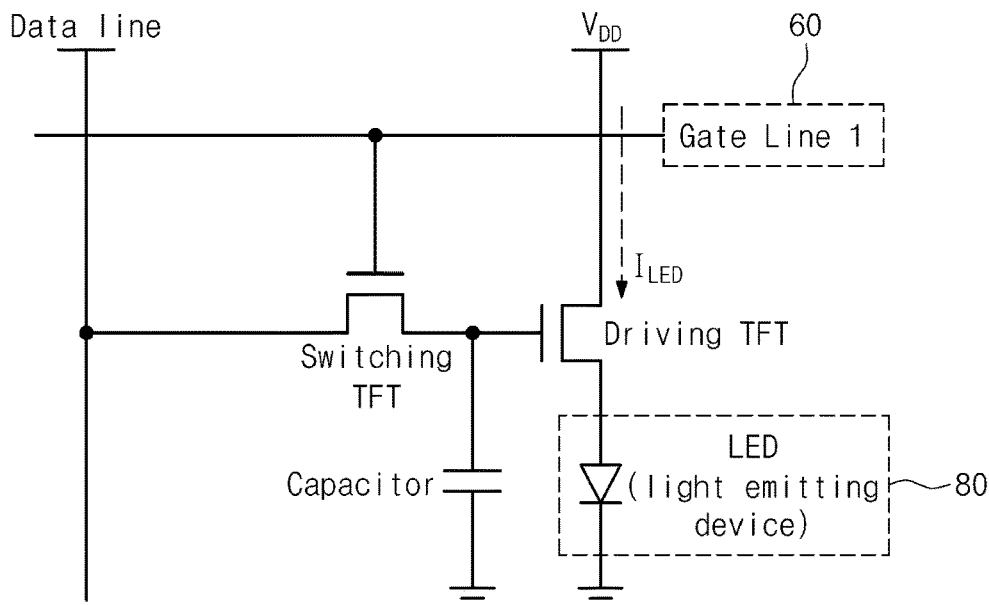 Data line
V_DD
60
Gate Line 1
I_LED
Driving TFT
Switching
TFT
Capacitor
LED
(light emitting
device)
80